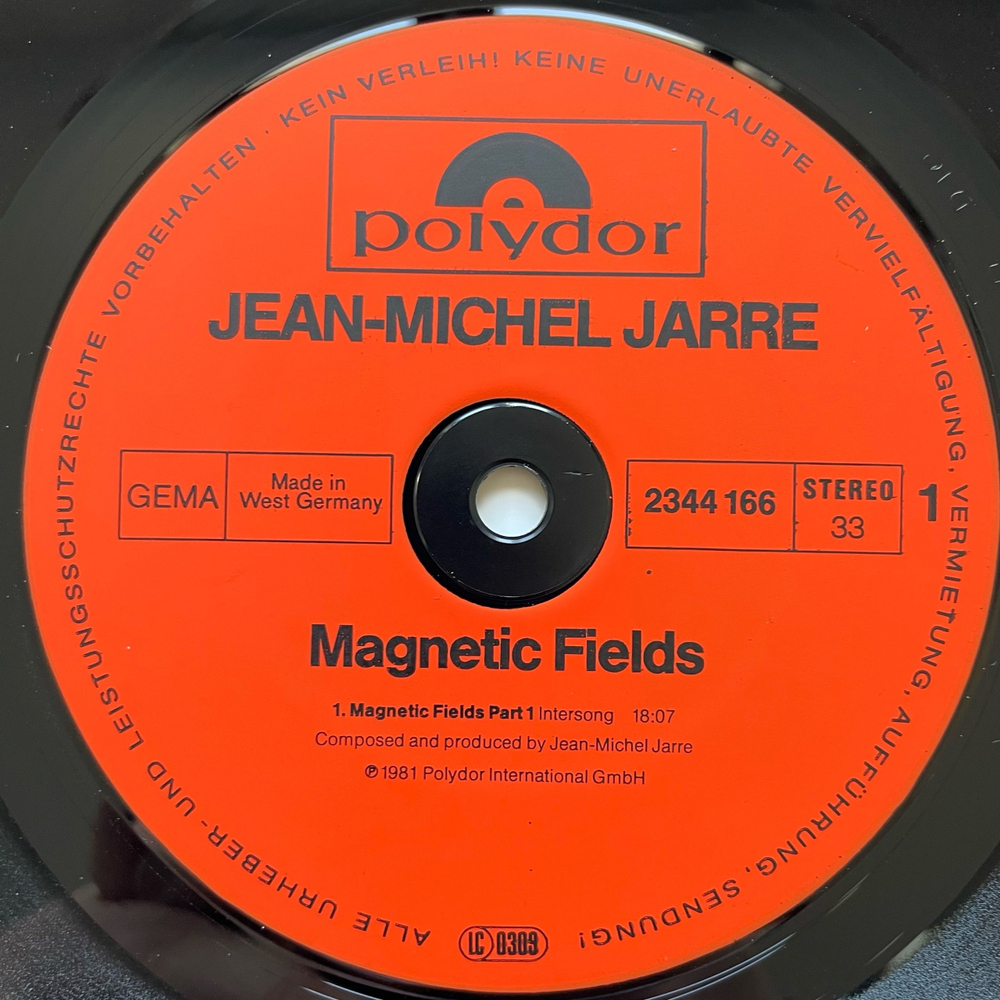 ALLE URHEBER- UND LEISTUNGSSCHUTZRECHTE VORBEHALTEN · KEIN VERLEIH! KEINE UNERLAUBTE VERVIELFÄLTIGUNG, VERMIETUNG, AUFFÜHRUNG, SENDUNG!
polydor
JEAN-MICHEL JARRE
GEMA
Made in
West Germany
2344 166
STEREO
33
1
Magnetic Fields
1. Magnetic Fields Part 1 Intersong 18:07
Composed and produced by Jean-Michel Jarre
℗ 1981 Polydor International GmbH
LC 0309